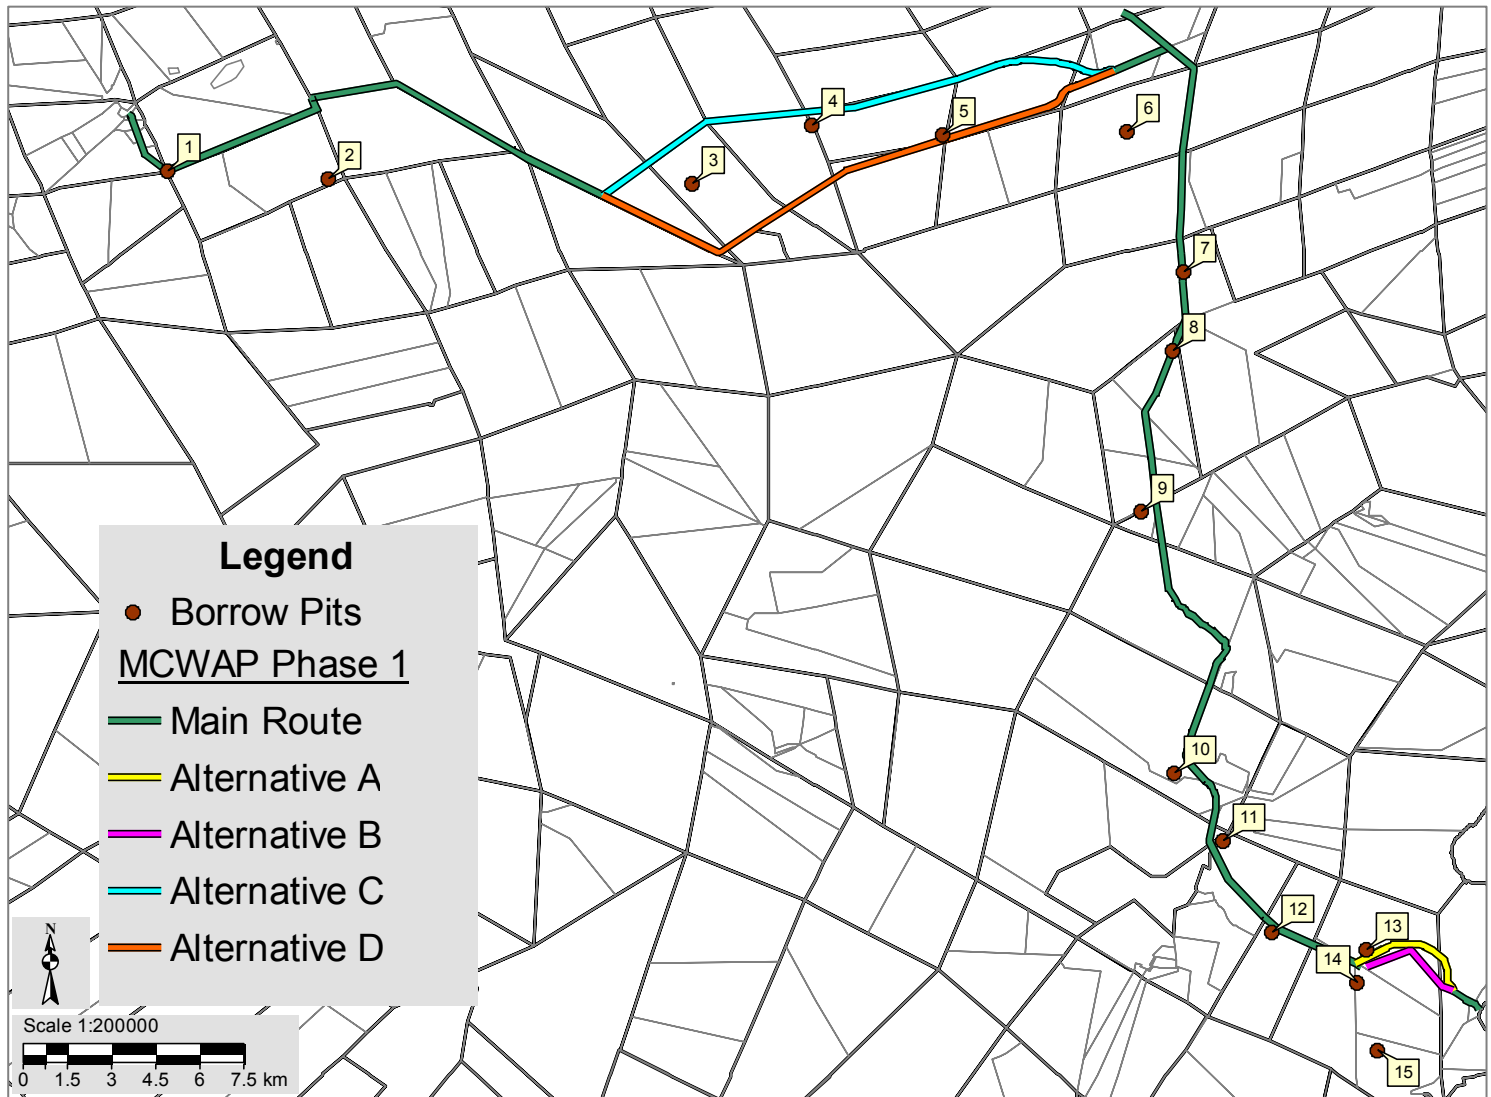 4
5
6
1
2
3
7
8
9
10
11
12
13
14
15
Legend
Borrow Pits
MCWAP Phase 1
Main Route
Alternative A
Alternative B
Alternative C
Alternative D
N
Scale 1:200000
0 1.5 3 4.5 6 7.5 km